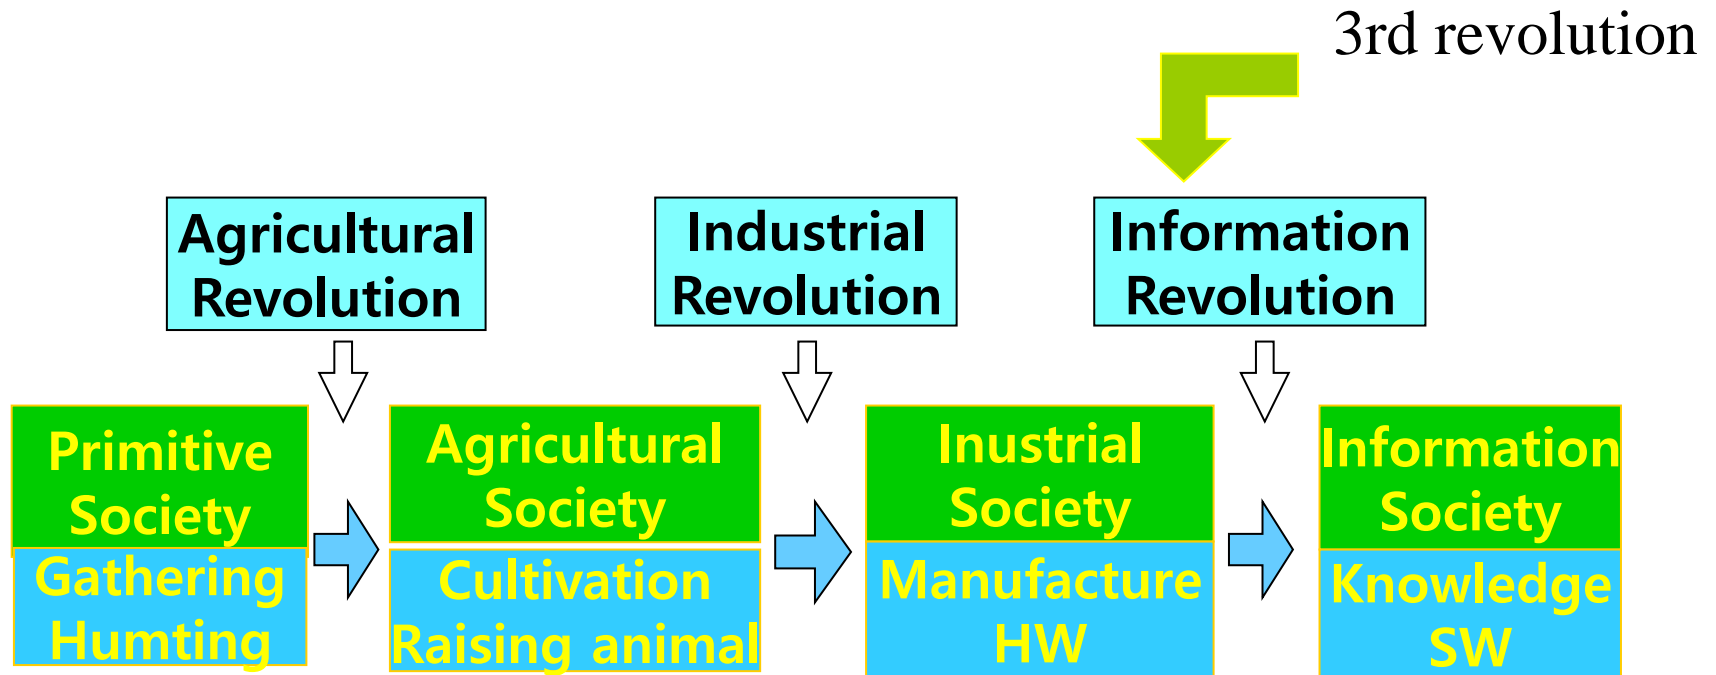 3rd revolution
Agricultural
Revolution
Industrial
Revolution
Information
Revolution
Primitive
Society
Gathering
Humting
Agricultural
Society
Cultivation
Raising animal
Inustrial
Society
Manufacture
HW
Information
Society
Knowledge
SW